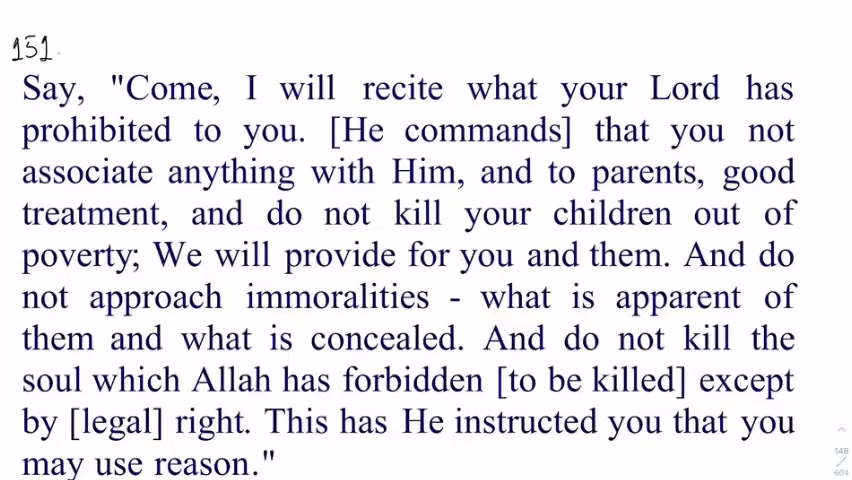 151.
Say, "Come, I will recite what your Lord has
prohibited to you. [He commands] that you not
associate anything with Him, and to parents, good
treatment, and do not kill your children out of
poverty; We will provide for you and them. And do
not approach immoralities - what is apparent of
them and what is concealed. And do not kill the
soul which Allah has forbidden [to be killed] except
by [legal] right. This has He instructed you that you
may use reason."
548
/
604